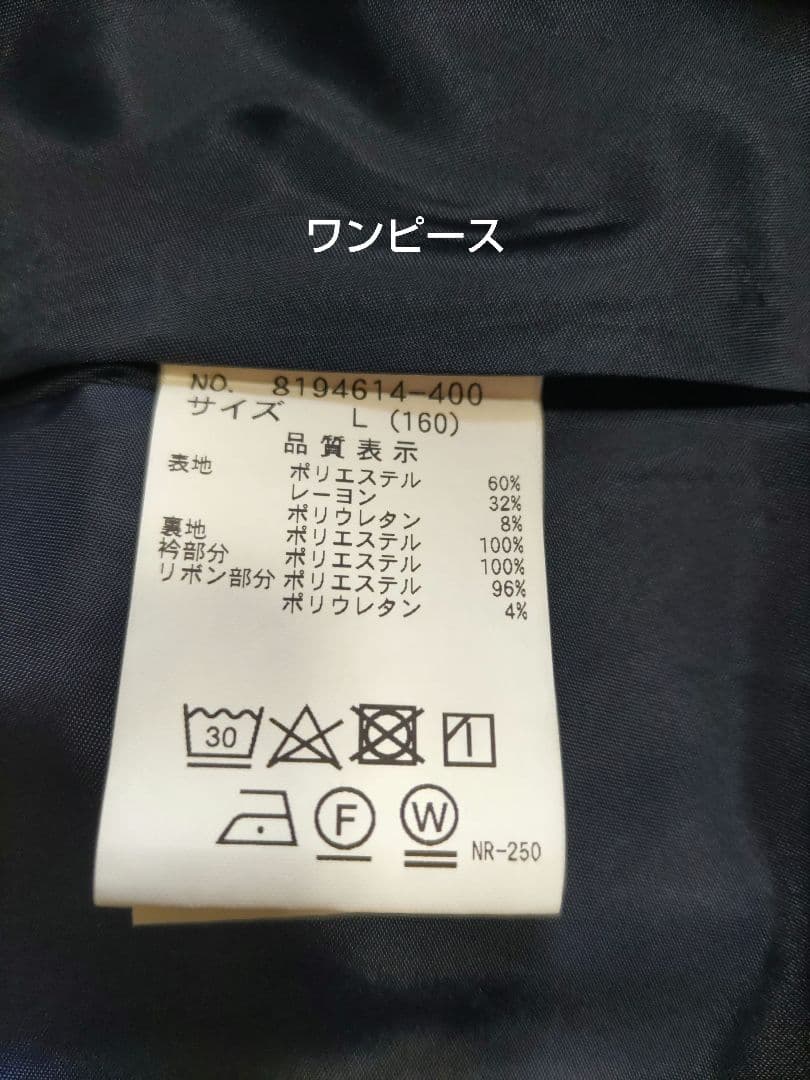 ワンピース
NO. 8194614-400
サイズ L (160)
品質表示
表地 ポリエステル 60%
レーヨン 32%
ポリウレタン 8%
裏地 ポリエステル 100%
衿部分 ポリエステル 100%
リボン部分 ポリエステル 96%
ポリウレタン 4%
30
F W NR-250